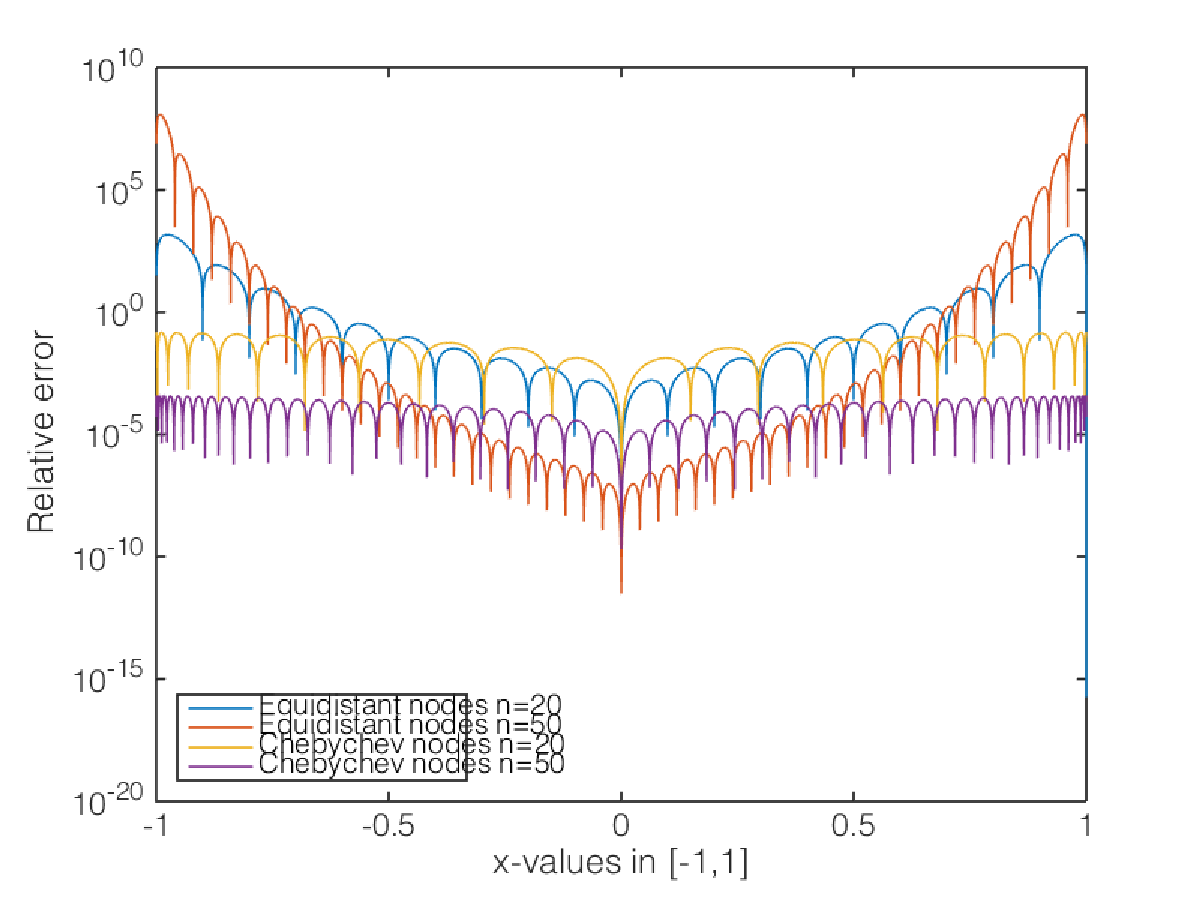 10^10
10^5
10^0
10^-5
10^-10
10^-15
10^-20
Relative error
Equidistant nodes n=20
Equidistant nodes n=50
Chebychev nodes n=20
Chebychev nodes n=50
-1 -0.5 0 0.5 1
x-values in [-1,1]